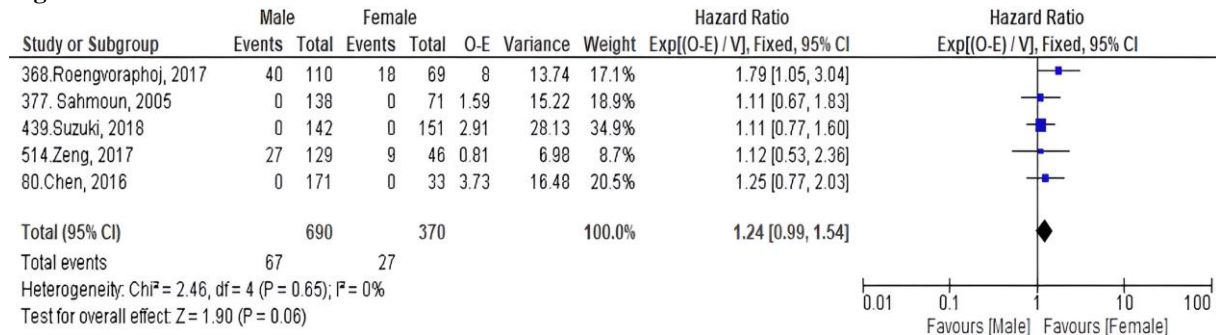 Male Female Hazard Ratio Hazard Ratio
Study or Subgroup Events Total Events Total O-E Variance Weight Exp[(O-E) / V], Fixed, 95% CI Exp[(O-E) / V], Fixed, 95% CI
368.Roengvoraphoj, 2017 40 110 18 69 8 13.74 17.1% 1.79 [1.05, 3.04]
377. Sahmoun, 2005 0 138 0 71 1.59 15.22 18.9% 1.11 [0.67, 1.83]
439.Suzuki, 2018 0 142 0 151 2.91 28.13 34.9% 1.11 [0.77, 1.60]
514.Zeng, 2017 27 129 9 46 0.81 6.98 8.7% 1.12 [0.53, 2.36]
80.Chen, 2016 0 171 0 33 3.73 16.48 20.5% 1.25 [0.77, 2.03]
Total (95% CI) 690 370 100.0% 1.24 [0.99, 1.54]
Total events 67 27
Heterogeneity: Chi² = 2.46, df = 4 (P = 0.65); I² = 0%
Test for overall effect: Z = 1.90 (P = 0.06)
0.01 0.1 1 10 100
Favours [Male] Favours [Female]